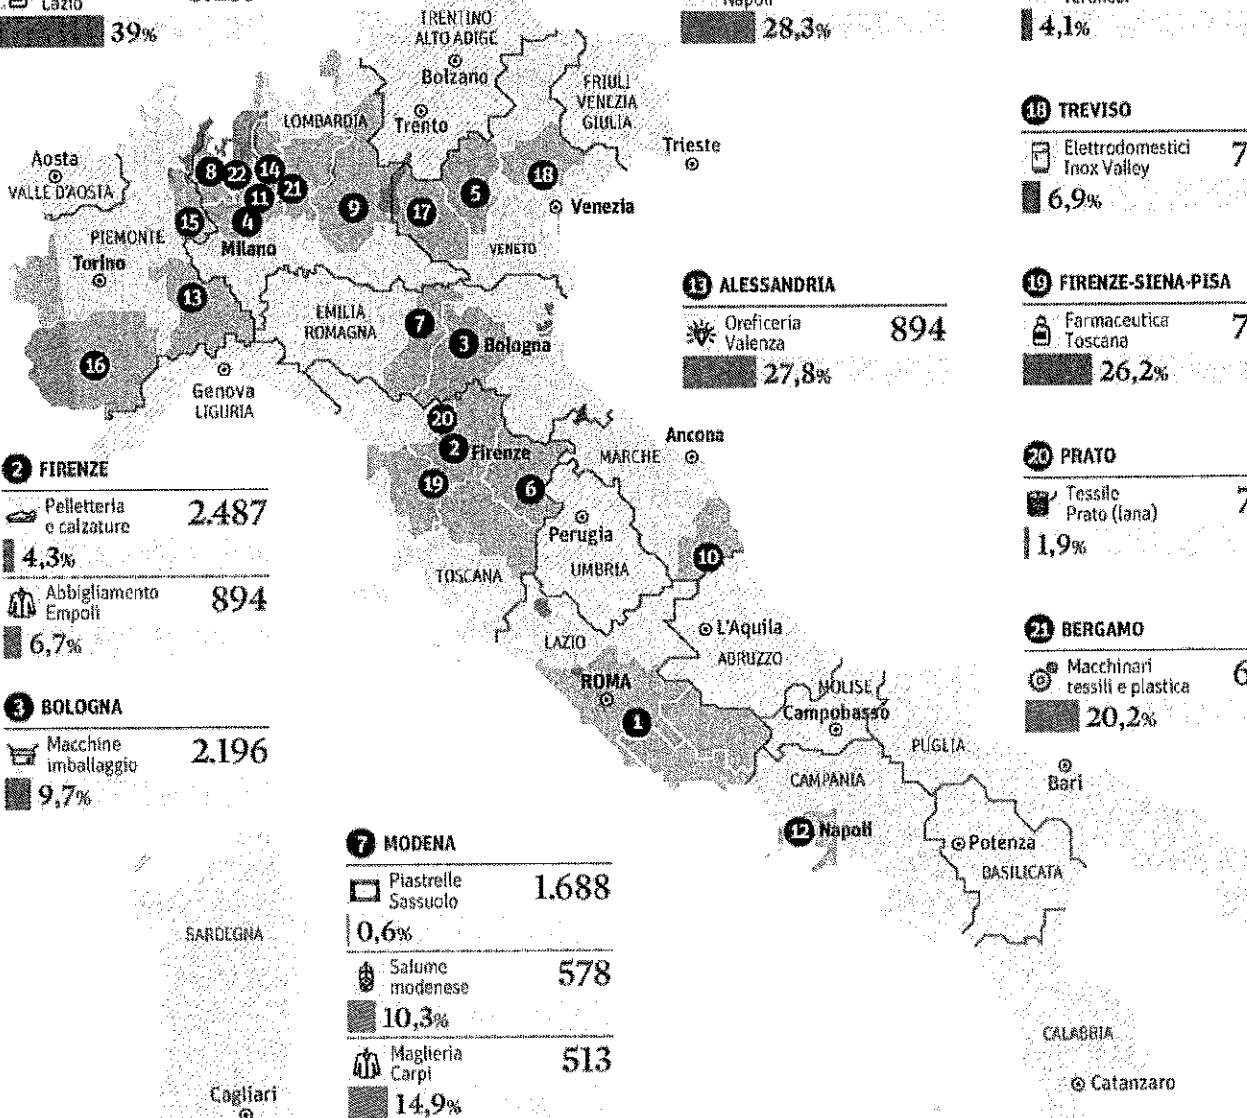 Lazio
39%
Napoli
28,3%
4,1%
TRENTINO
ALTO ADIGE
Bolzano
FRIULI
VENEZIA
GIULIA
LOMBARDIA
Trento
Trieste
Aosta
VALLE D'AOSTA
8
22
14
21
11
4
15
9
17
5
18
Venezia
PIEMONTE
Milano
VENETO
Torino
13
EMILIA
ROMAGNA
7
3
Bologna
16
Genova
LIGURIA
20
2
Firenze
19
6
MARCHE
Ancona
Perugia
10
TOSCANA
UMBRIA
LAZIO
L'Aquila
ABRUZZO
ROMA
1
MOLISE
Campobasso
PUGLIA
CAMPANIA
Bari
12
Napoli
Potenza
BASILICATA
SARDEGNA
CALABRIA
Cagliari
Catanzaro
18 TREVISO
Elettrodomestici
Inox Valley
7
6,9%
13 ALESSANDRIA
Oreficeria
Valenza
894
27,8%
19 FIRENZE-SIENA-PISA
Farmaceutica
Toscana
7
26,2%
20 PRATO
Tessile
Prato (lana)
7
1,9%
21 BERGAMO
Macchinari
tessili e plastica
6
20,2%
2 FIRENZE
Pelletteria
e calzature
2.487
4,3%
Abbigliamento
Empoli
894
6,7%
3 BOLOGNA
Macchine
imballaggio
2.196
9,7%
7 MODENA
Piastrelle
Sassuolo
1.688
0,6%
Salume
modenese
578
10,3%
Maglieria
Carpi
513
14,9%